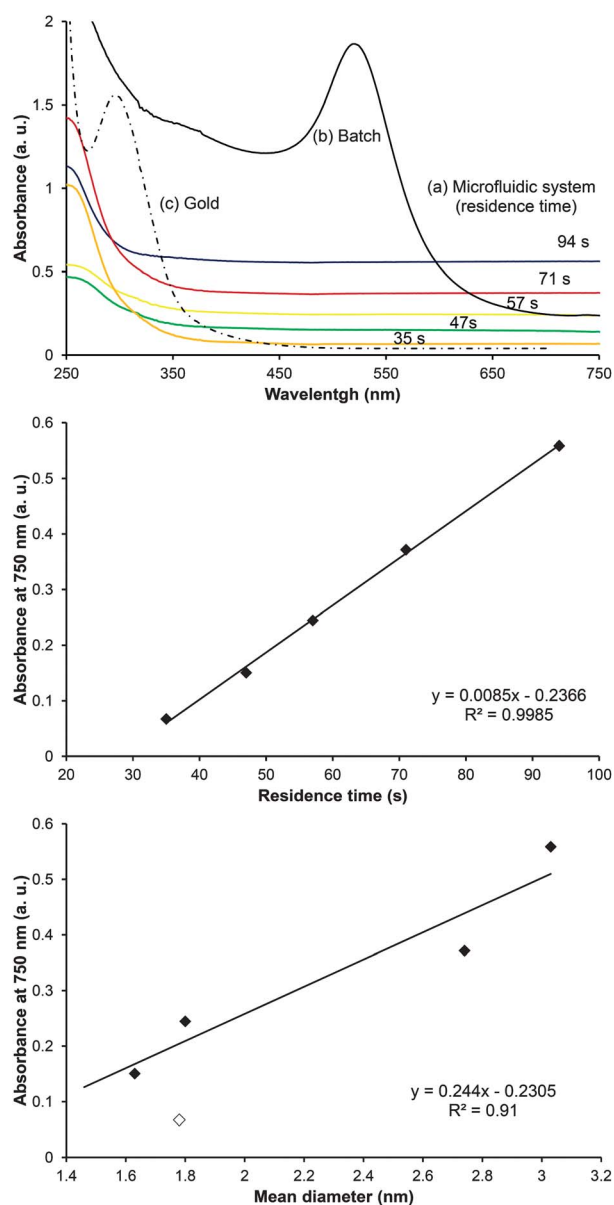 2
1.5
1
0.5
0
Absorbance (a. u.)
(b) Batch
(c) Gold
(a) Microfluidic system
(residence time)
94 s
71 s
57 s
47s
35 s
250 350 450 550 650 750
Wavelentgh (nm)
0.6
0.5
0.4
0.3
0.2
0.1
0
Absorbance at 750 nm (a. u.)
y = 0.0085x - 0.2366
R² = 0.9985
20 30 40 50 60 70 80 90 100
Residence time (s)
0.6
0.5
0.4
0.3
0.2
0.1
0
Absorbance at 750 nm (a. u.)
y = 0.244x - 0.2305
R² = 0.91
1.4 1.6 1.8 2 2.2 2.4 2.6 2.8 3 3.2
Mean diameter (nm)